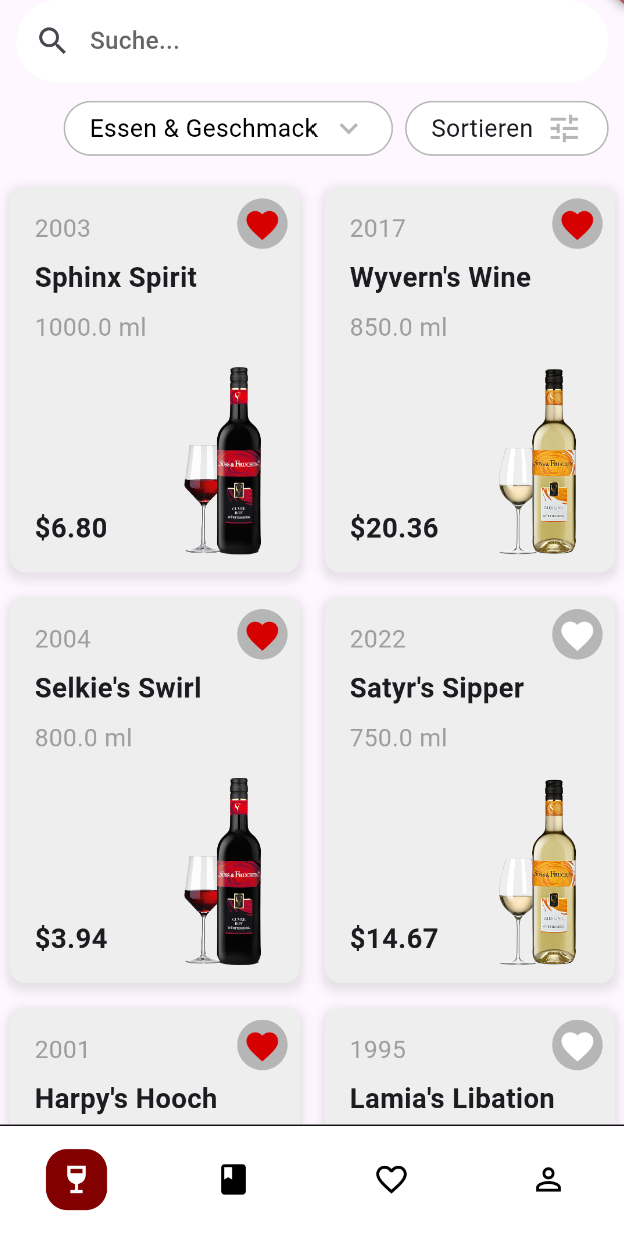 Suche...
Essen & Geschmack
Sortieren
2003
Sphinx Spirit
1000.0 ml
$6.80
2017
Wyvern's Wine
850.0 ml
$20.36
2004
Selkie's Swirl
800.0 ml
$3.94
2022
Satyr's Sipper
750.0 ml
$14.67
2001
Harpy's Hooch
1995
Lamia's Libation